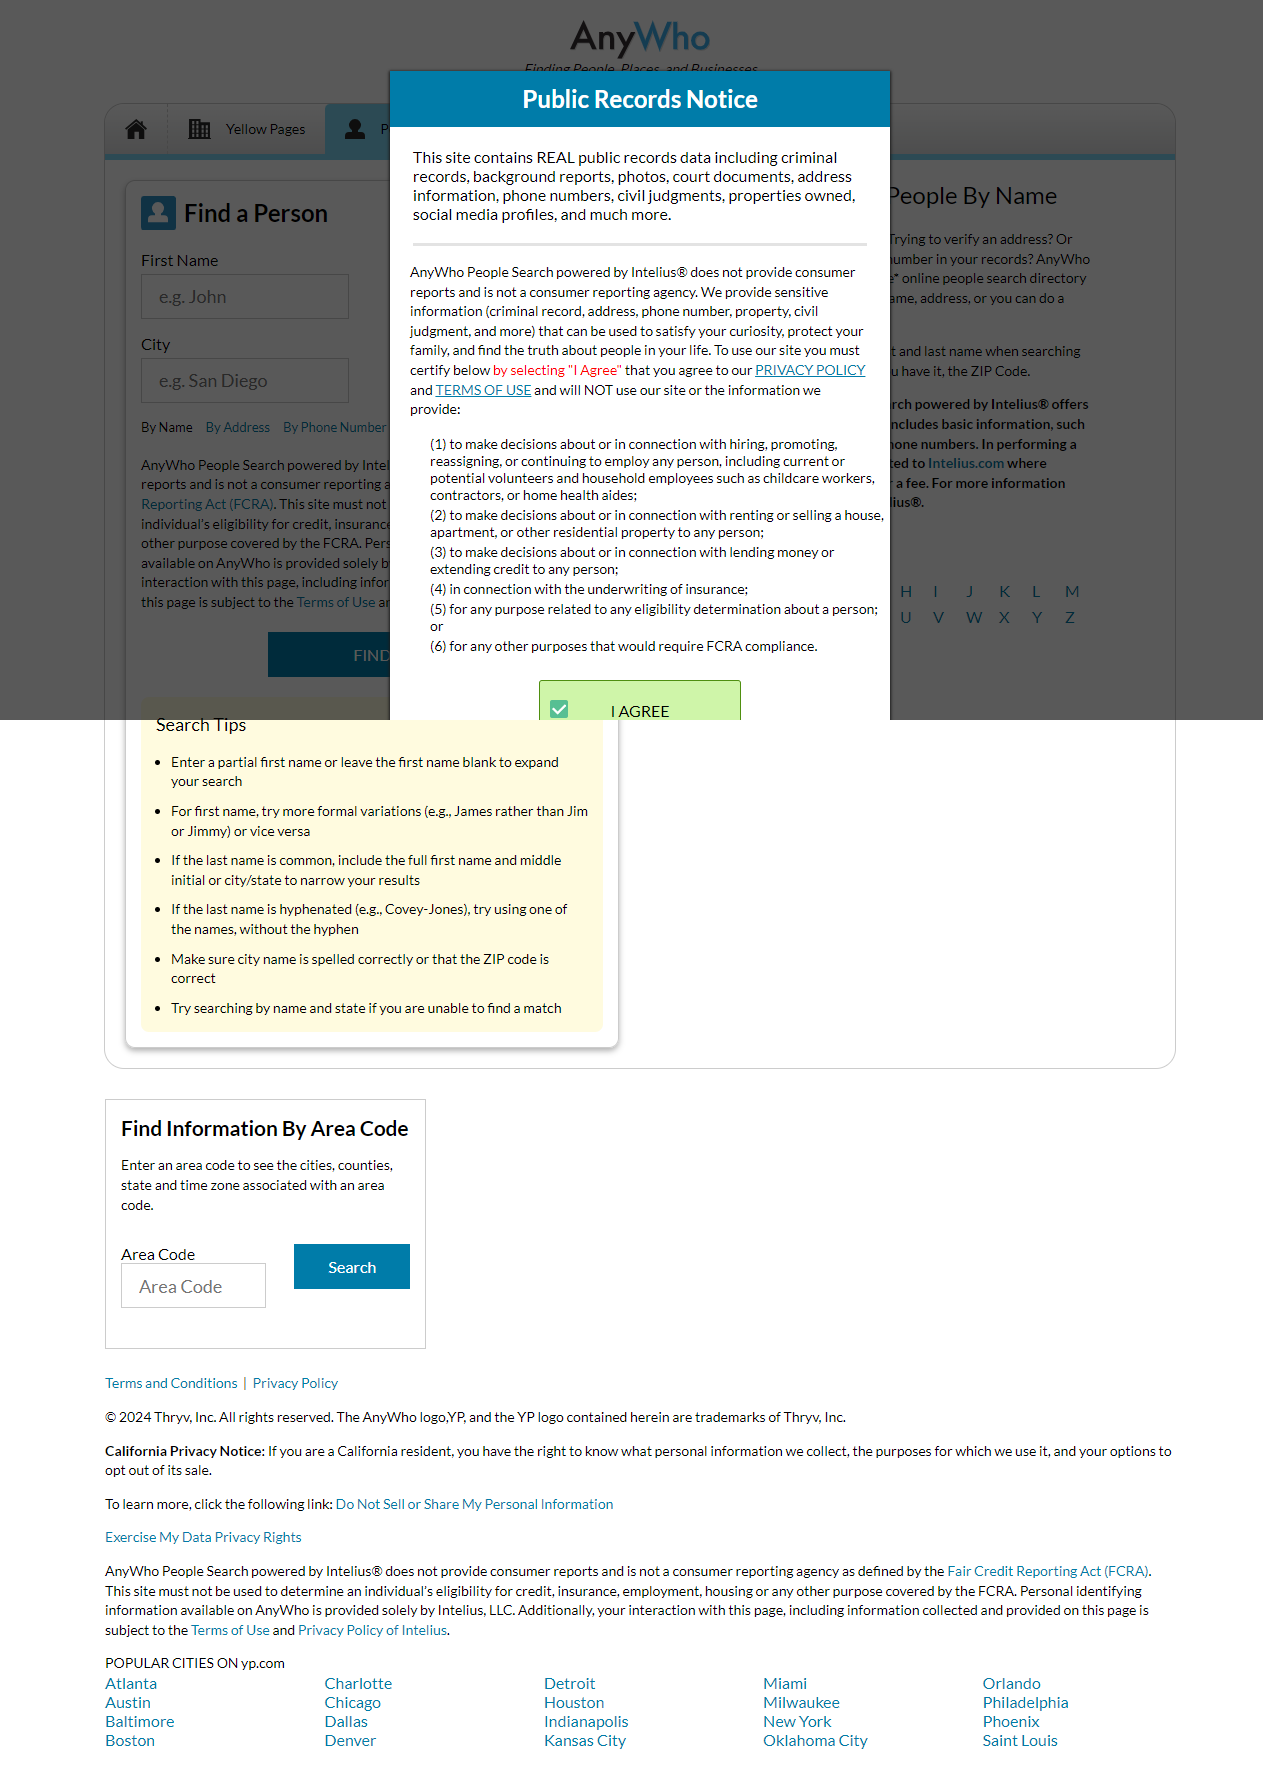 AnyWho
Finding People, Places, and Businesses
Public Records Notice
Yellow Pages
P
This site contains REAL public records data including criminal
records, background reports, photos, court documents, address
information, phone numbers, civil judgments, properties owned,
social media profiles, and much more.
AnyWho People Search powered by Intelius® does not provide consumer
reports and is not a consumer reporting agency. We provide sensitive
information (criminal record, address, phone number, property, civil
judgment, and more) that can be used to satisfy your curiosity, protect your
family, and find the truth about people in your life. To use our site you must
certify below by selecting "I Agree" that you agree to our PRIVACY POLICY
and TERMS OF USE and will NOT use our site or the information we
provide:
(1) to make decisions about or in connection with hiring, promoting,
reassigning, or continuing to employ any person, including current or
potential volunteers and household employees such as childcare workers,
contractors, or home health aides;
(2) to make decisions about or in connection with renting or selling a house,
apartment, or other residential property to any person;
(3) to make decisions about or in connection with lending money or
extending credit to any person;
(4) in connection with the underwriting of insurance;
(5) for any purpose related to any eligibility determination about a person;
or
(6) for any other purposes that would require FCRA compliance.
I AGREE
Find a Person
First Name
e.g. John
City
e.g. San Diego
By Name By Address By Phone Number
AnyWho People Search powered by Intel
reports and is not a consumer reporting a
Reporting Act (FCRA). This site must not
individual's eligibility for credit, insurance
other purpose covered by the FCRA. Pers
available on AnyWho is provided solely b
interaction with this page, including infor
this page is subject to the Terms of Use an
FIND
People By Name
Trying to verify an address? Or
number in your records? AnyWho
e* online people search directory
ame, address, or you can do a
t and last name when searching
u have it, the ZIP Code.
rch powered by Intelius® offers
ncludes basic information, such
hone numbers. In performing a
ted to Intelius.com where
r a fee. For more information
lius®.
H I J K L M
U V W X Y Z
Search Tips
Enter a partial first name or leave the first name blank to expand
your search
For first name, try more formal variations (e.g., James rather than Jim
or Jimmy) or vice versa
If the last name is common, include the full first name and middle
initial or city/state to narrow your results
If the last name is hyphenated (e.g., Covey-Jones), try using one of
the names, without the hyphen
Make sure city name is spelled correctly or that the ZIP code is
correct
Try searching by name and state if you are unable to find a match
Find Information By Area Code
Enter an area code to see the cities, counties,
state and time zone associated with an area
code.
Area Code
Area Code
Search
Terms and Conditions | Privacy Policy
© 2024 Thryv, Inc. All rights reserved. The AnyWho logo,YP, and the YP logo contained herein are trademarks of Thryv, Inc.
California Privacy Notice: If you are a California resident, you have the right to know what personal information we collect, the purposes for which we use it, and your options to
opt out of its sale.
To learn more, click the following link: Do Not Sell or Share My Personal Information
Exercise My Data Privacy Rights
AnyWho People Search powered by Intelius® does not provide consumer reports and is not a consumer reporting agency as defined by the Fair Credit Reporting Act (FCRA).
This site must not be used to determine an individual's eligibility for credit, insurance, employment, housing or any other purpose covered by the FCRA. Personal identifying
information available on AnyWho is provided solely by Intelius, LLC. Additionally, your interaction with this page, including information collected and provided on this page is
subject to the Terms of Use and Privacy Policy of Intelius.
POPULAR CITIES ON yp.com
Atlanta Charlotte Detroit Miami Orlando
Austin Chicago Houston Milwaukee Philadelphia
Baltimore Dallas Indianapolis New York Phoenix
Boston Denver Kansas City Oklahoma City Saint Louis